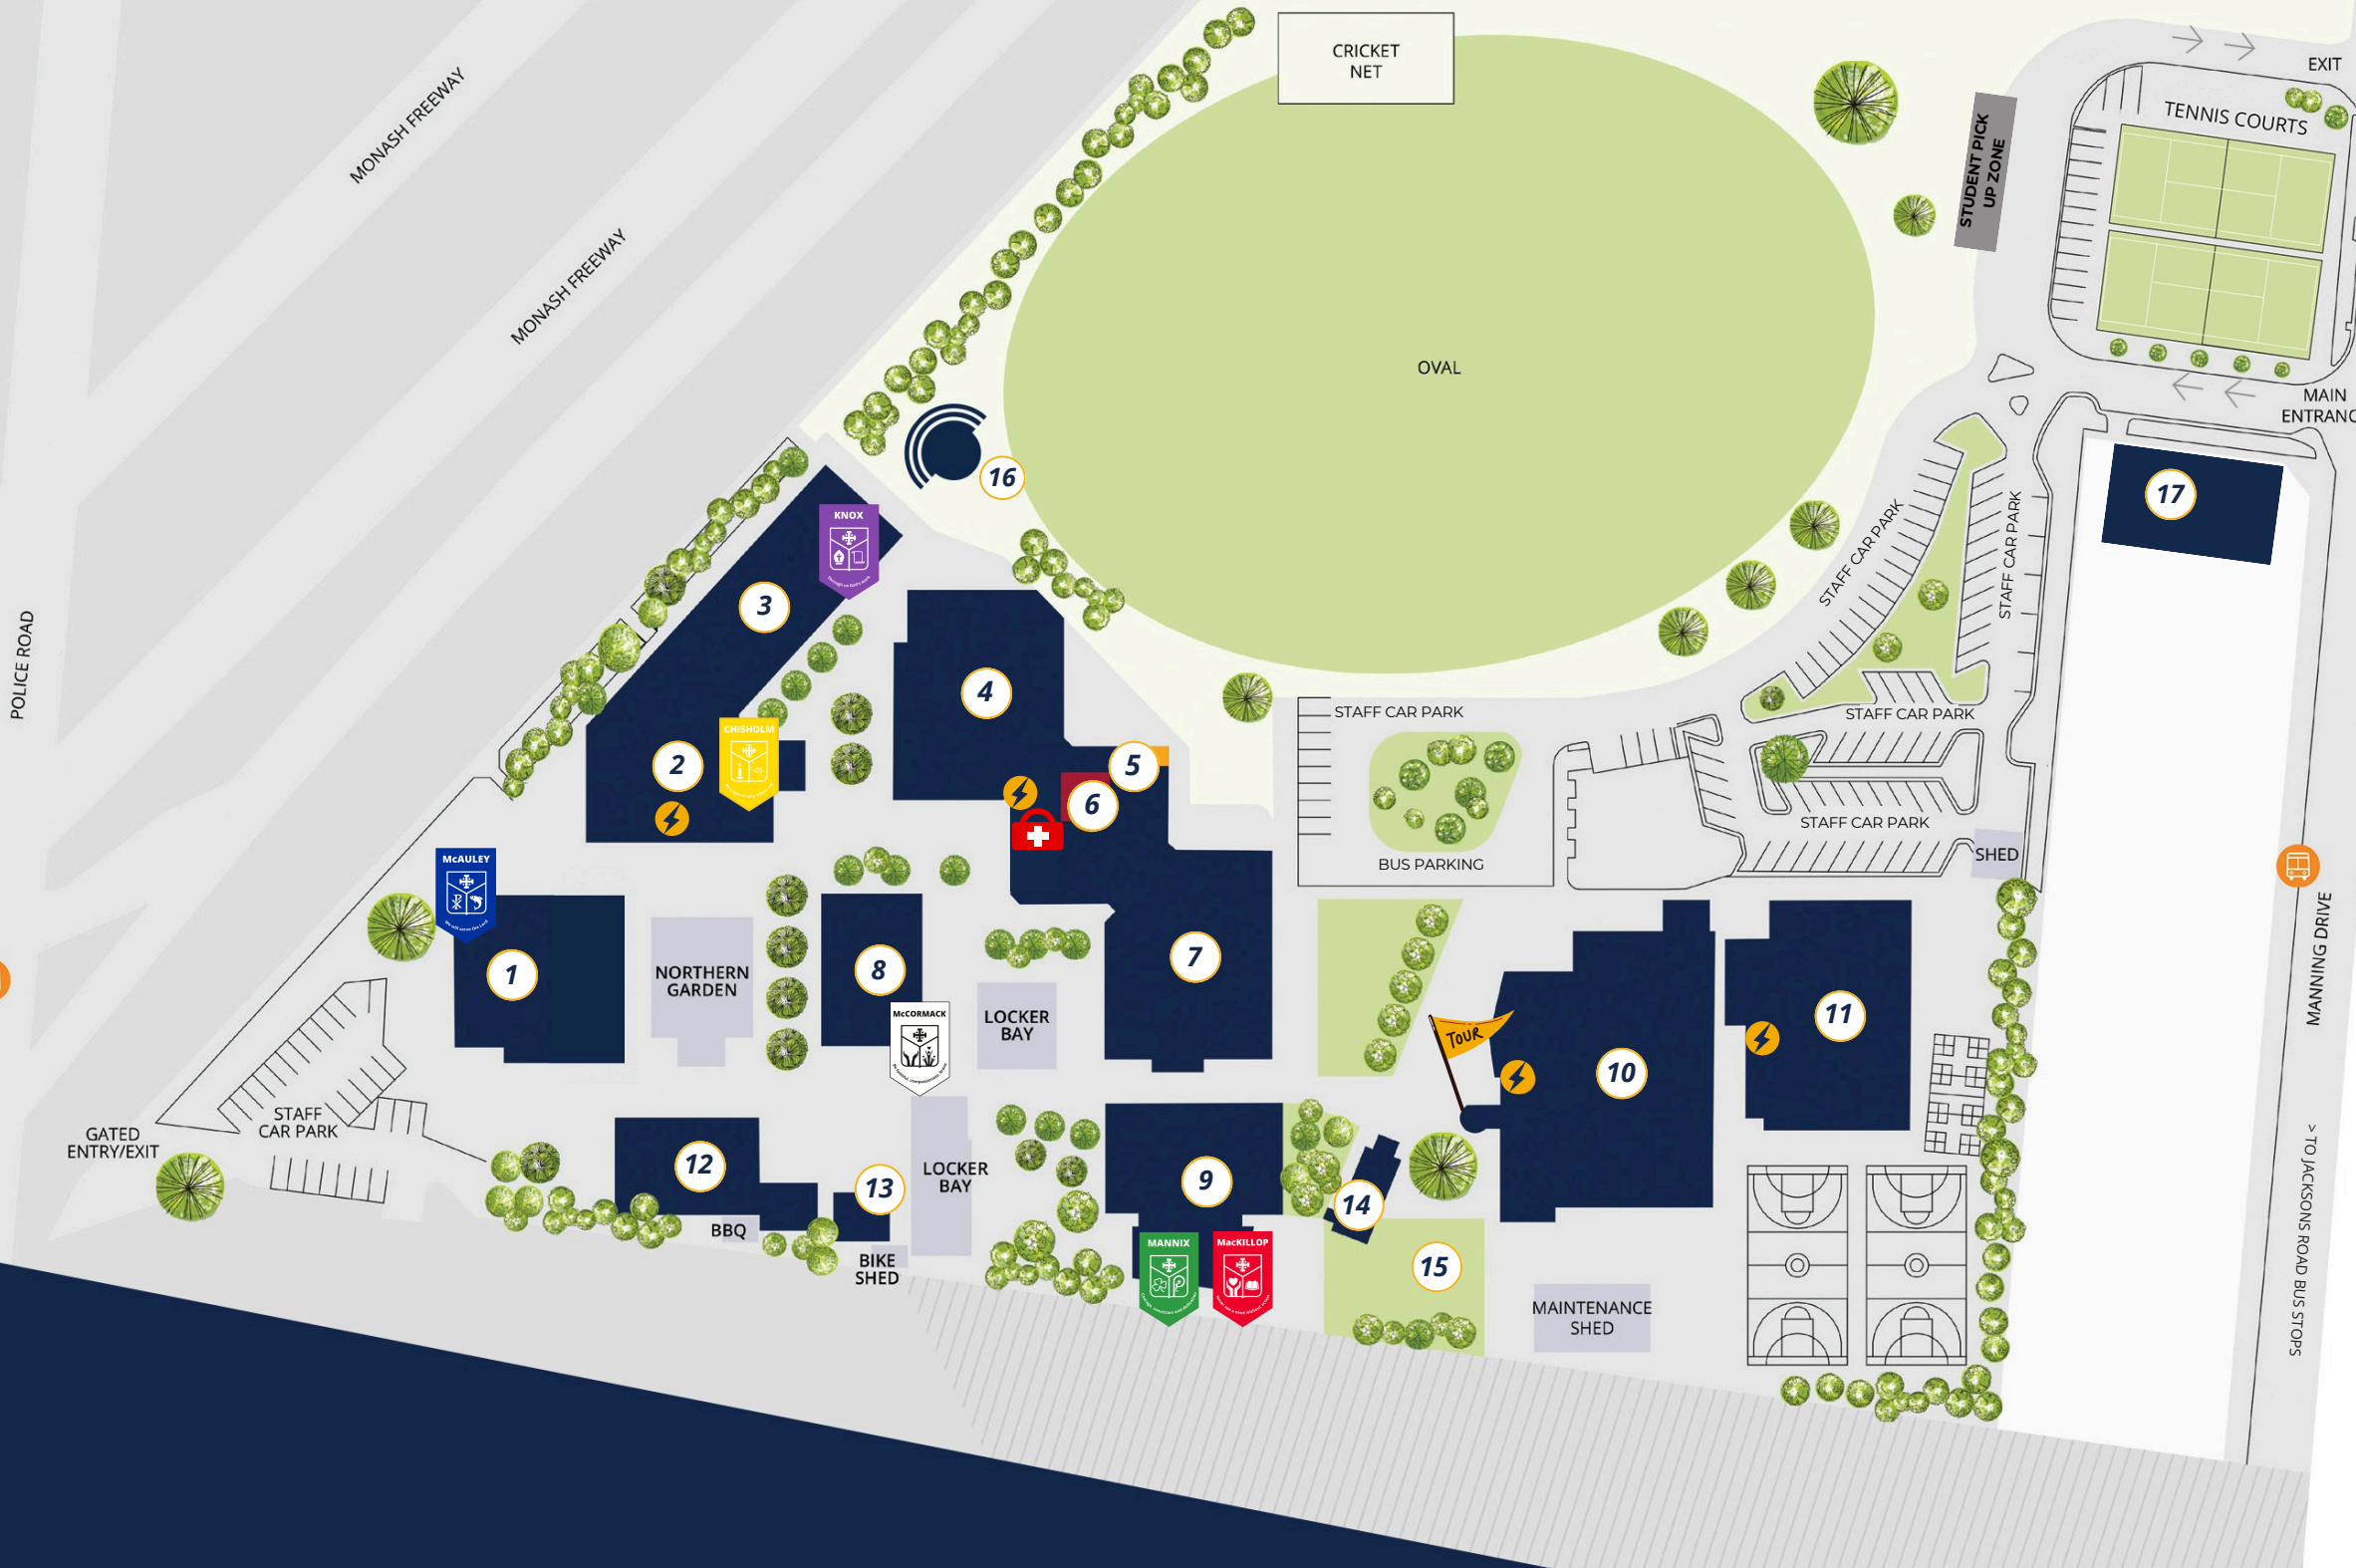 CRICKET
NET
EXIT
TENNIS COURTS
STUDENT PICK
UP ZONE
MONASH FREEWAY
MONASH FREEWAY
OVAL
MAIN
ENTRANC
16
17
KNOX
3
STAFF CAR PARK
STAFF CAR PARK
POLICE ROAD
4
STAFF CAR PARK
STAFF CAR PARK
CHISHOLM
2
5
6
STAFF CAR PARK
BUS PARKING
SHED
McAULEY
MANNING DRIVE
1
NORTHERN
GARDEN
8
7
McCORMACK
LOCKER
BAY
TOUR
10
11
STAFF
CAR PARK
GATED
ENTRY/EXIT
12
13
LOCKER
BAY
9
14
BBQ
BIKE
SHED
MANNIX
MacKILLOP
15
MAINTENANCE
SHED
> TO JACKSONS ROAD BUS STOPS